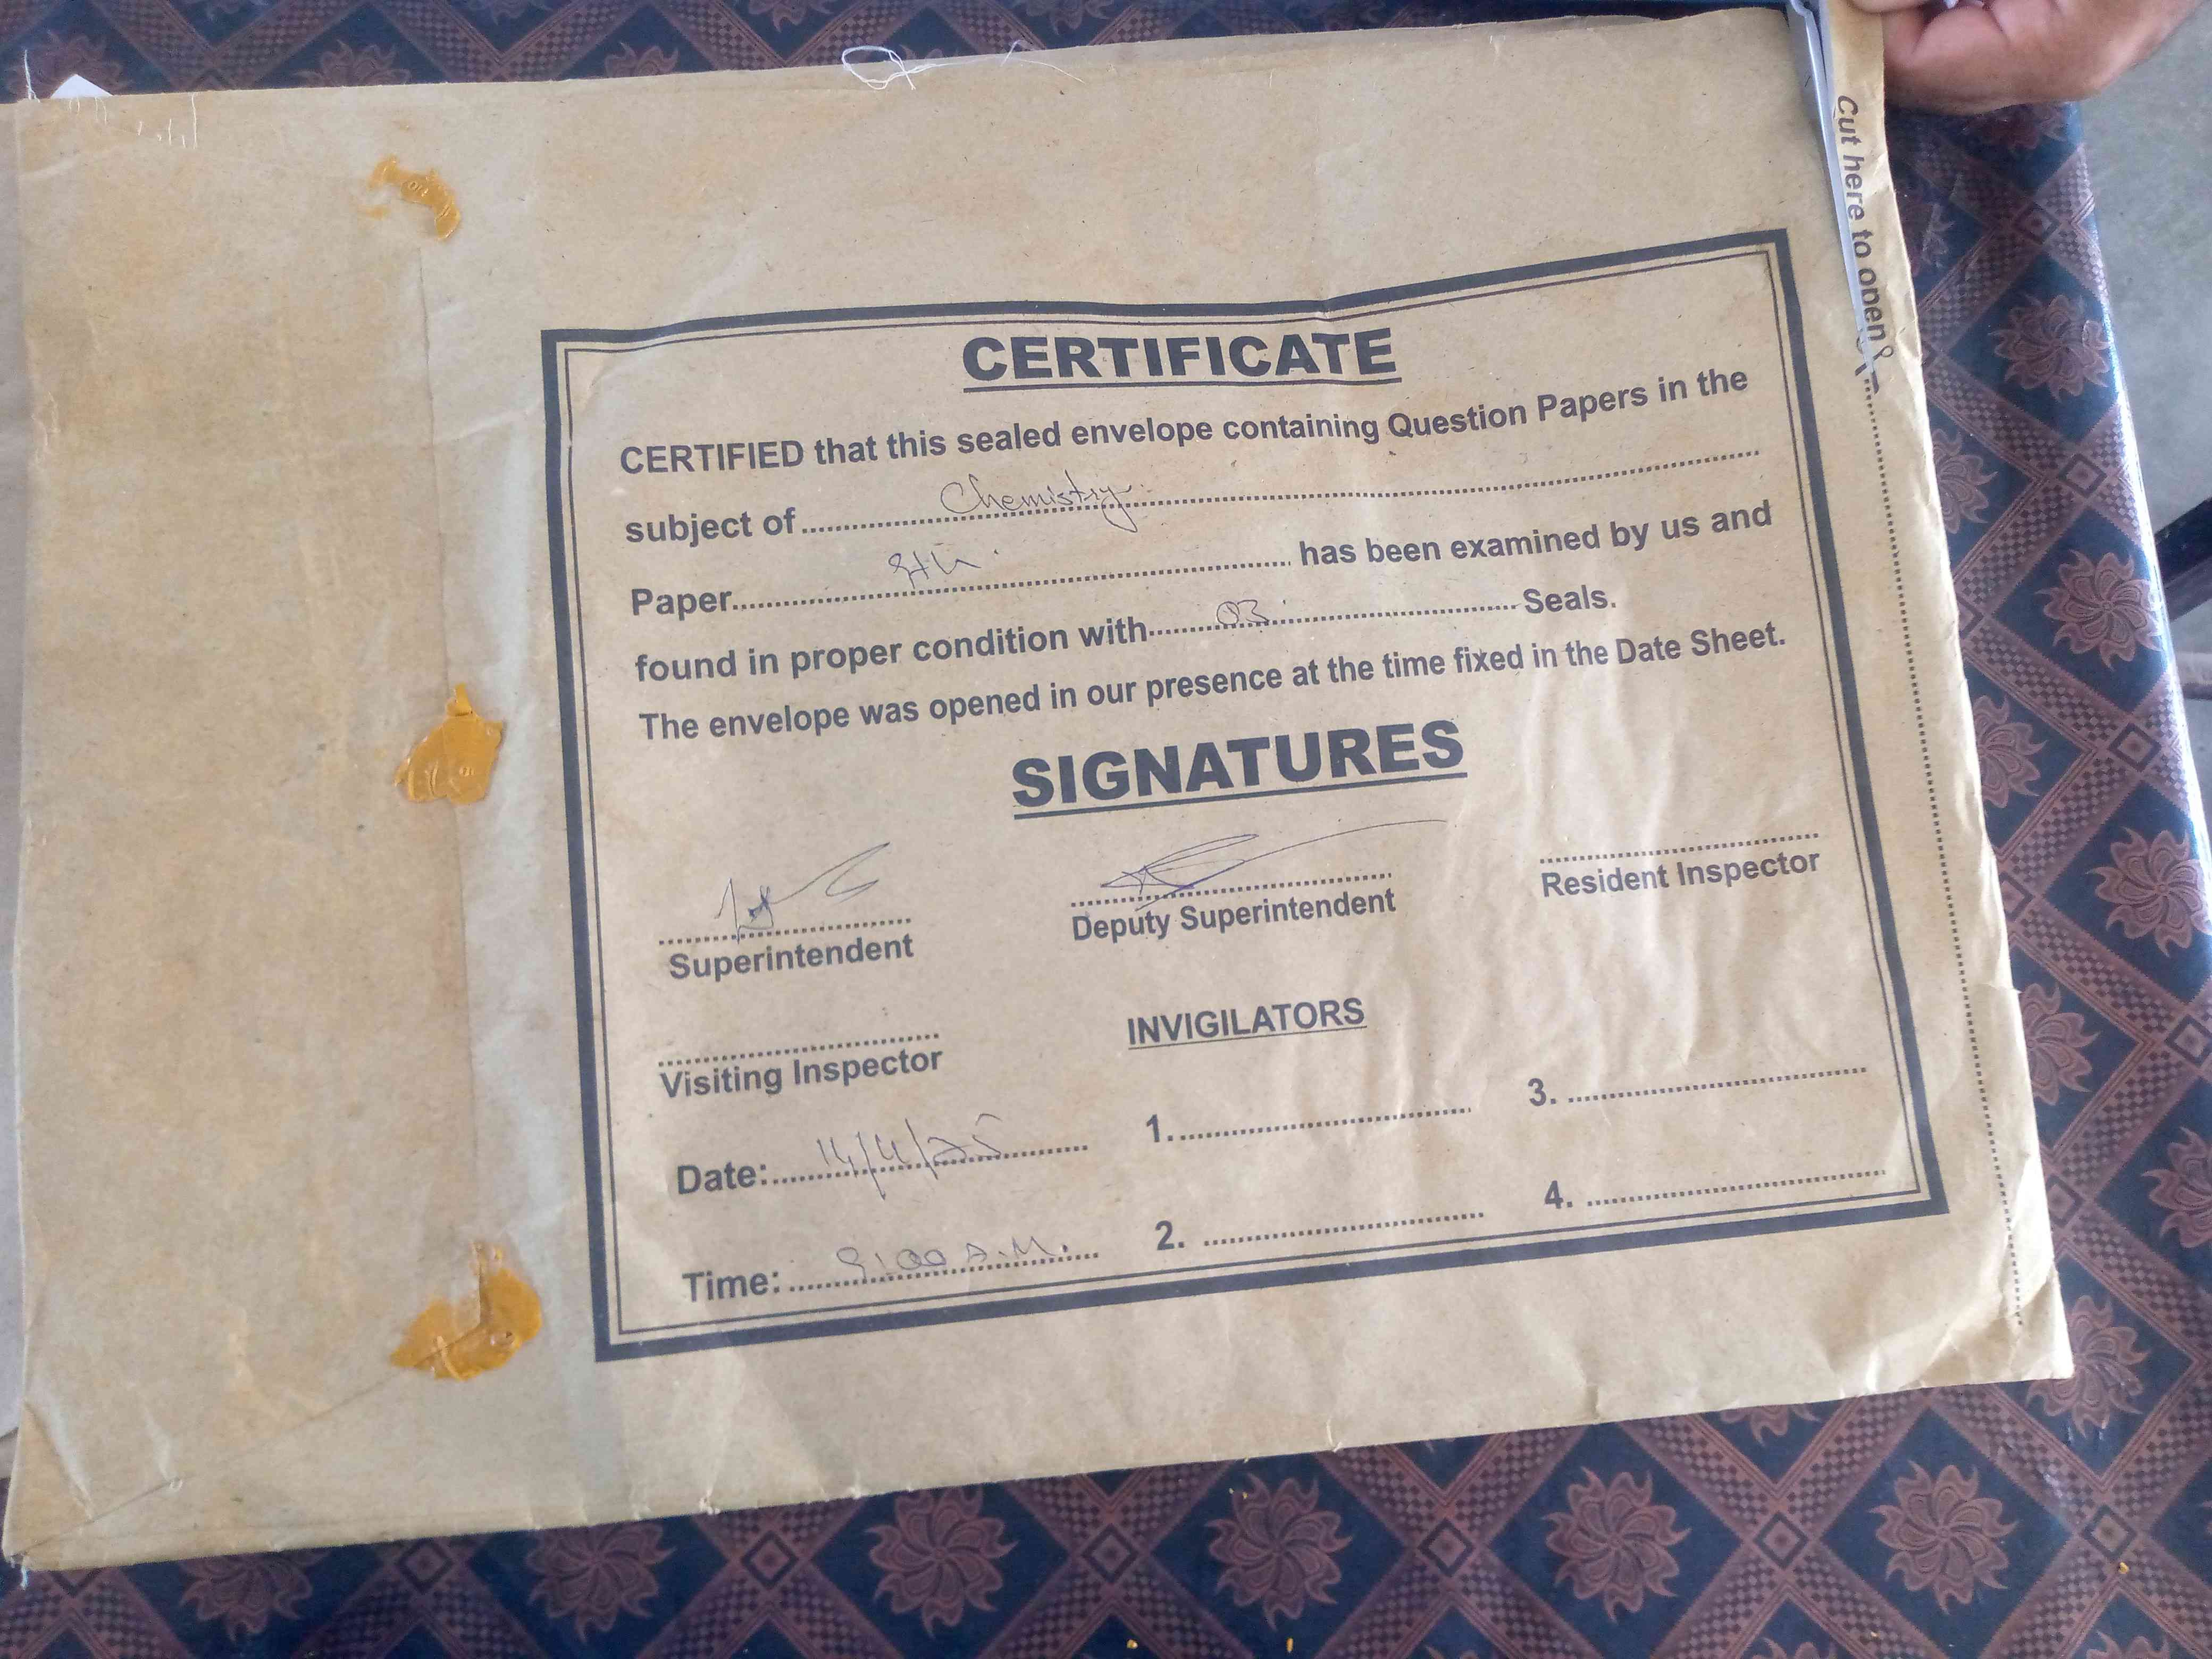 Cut here to open
CERTIFICATE
CERTIFIED that this sealed envelope containing Question Papers in the
subject of Chemistry
Paper 9th has been examined by us and
found in proper condition with 03 Seals.
The envelope was opened in our presence at the time fixed in the Date Sheet.
SIGNATURES
Superintendent Deputy Superintendent Resident Inspector
Visiting Inspector
INVIGILATORS
Date: 14/4/25 1. 3.
Time: 9:00 A.M. 2. 4.